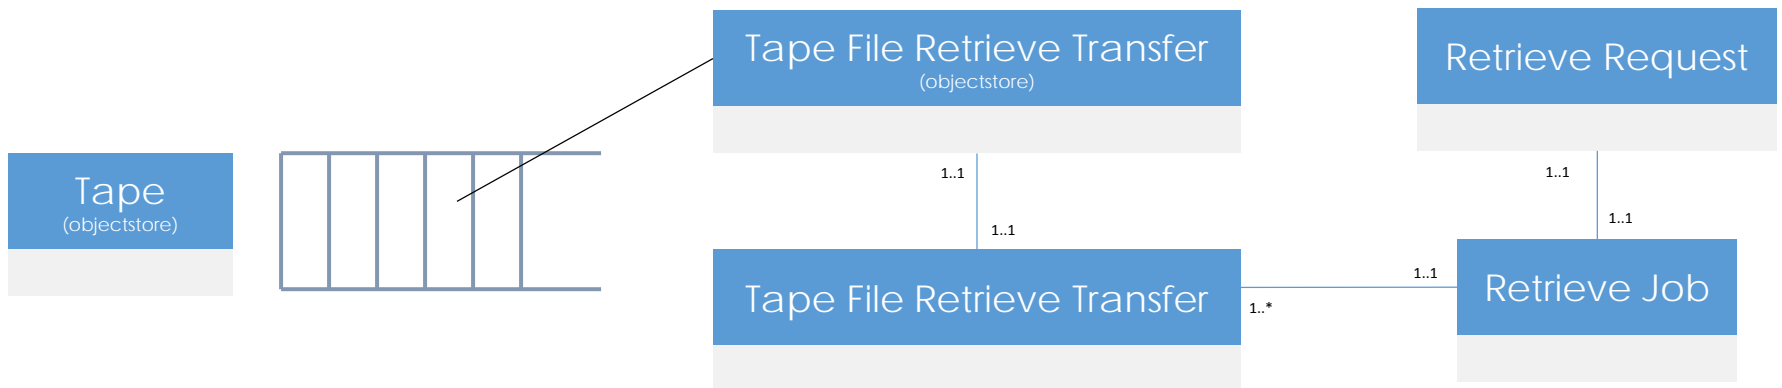 Tape File Retrieve Transfer
(objectstore)
Retrieve Request
Tape
(objectstore)
1..1
1..1
1..1
1..1
Tape File Retrieve Transfer
1..*
1..1
Retrieve Job